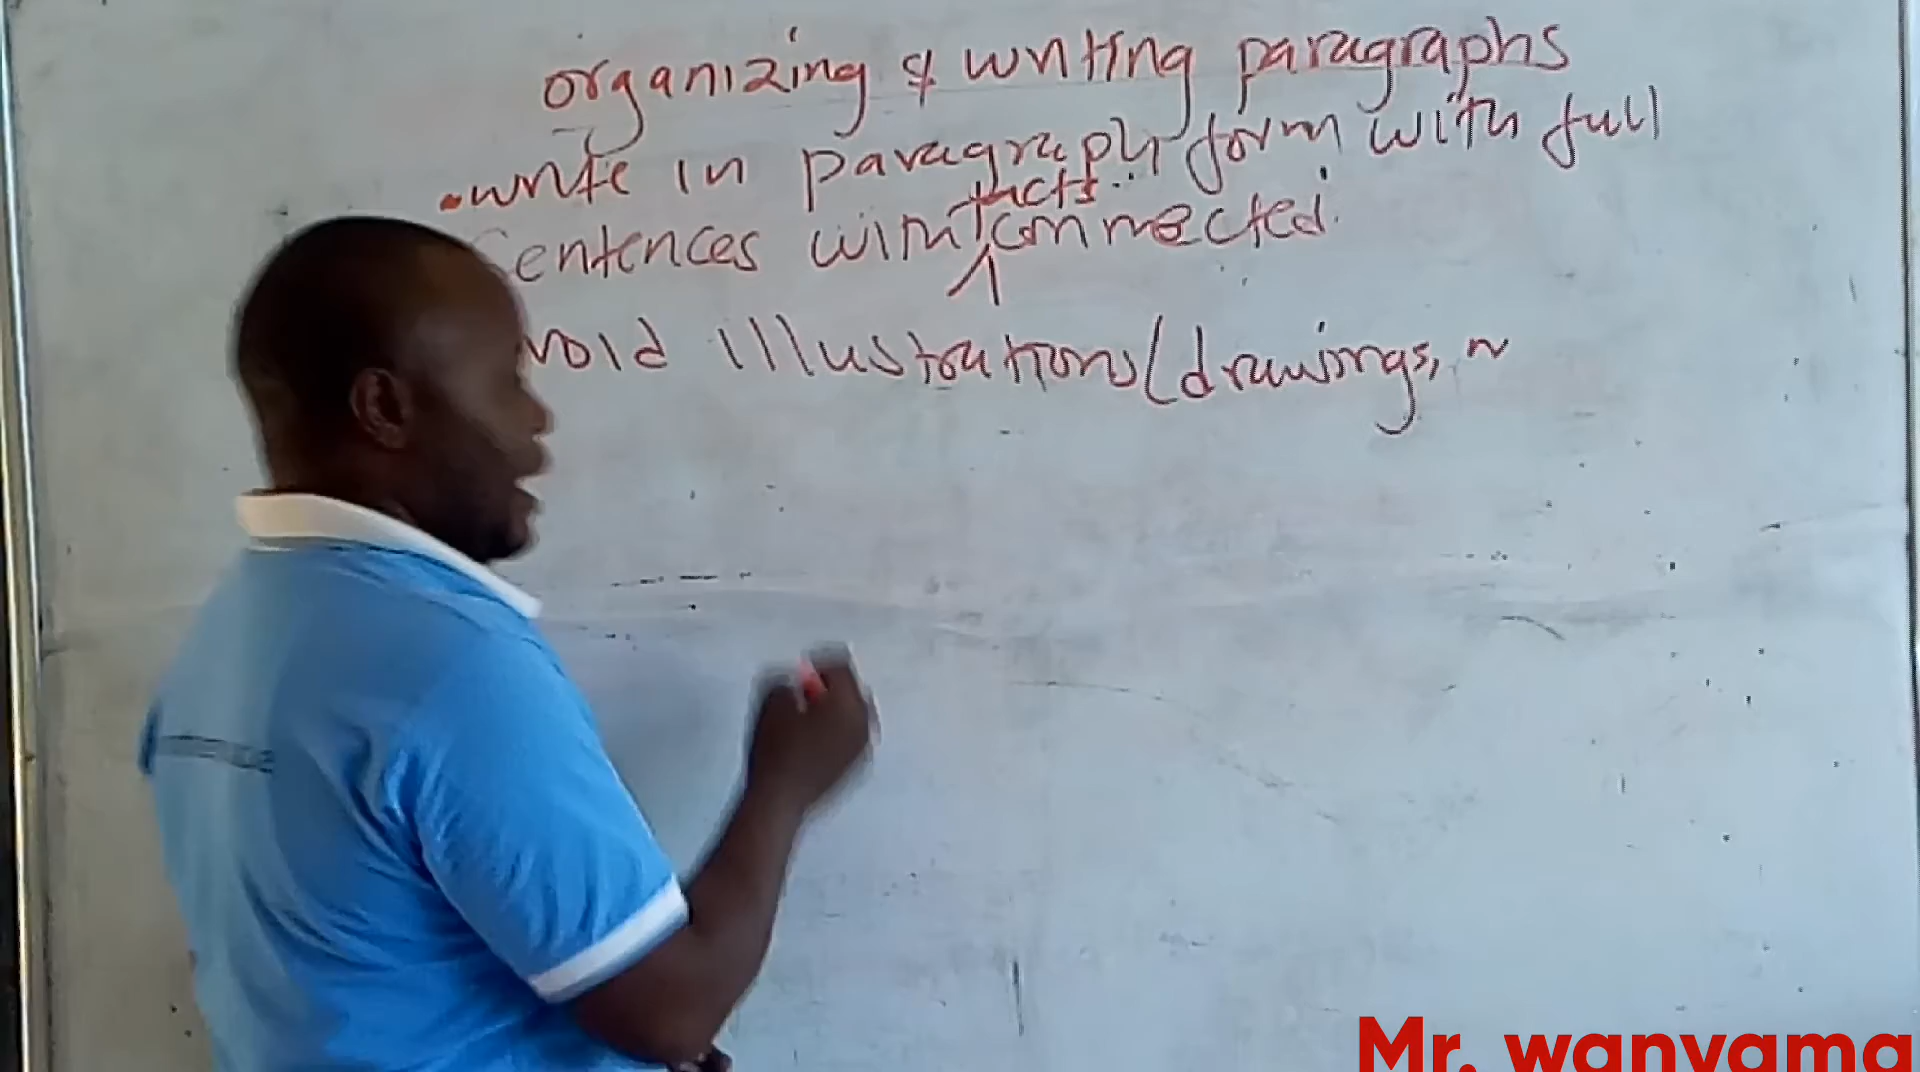 organizing & writing paragraphs
• write in paragraph form with full
facts
sentences with connected.
void illustrations (drawings, ~
Mr. wanyama